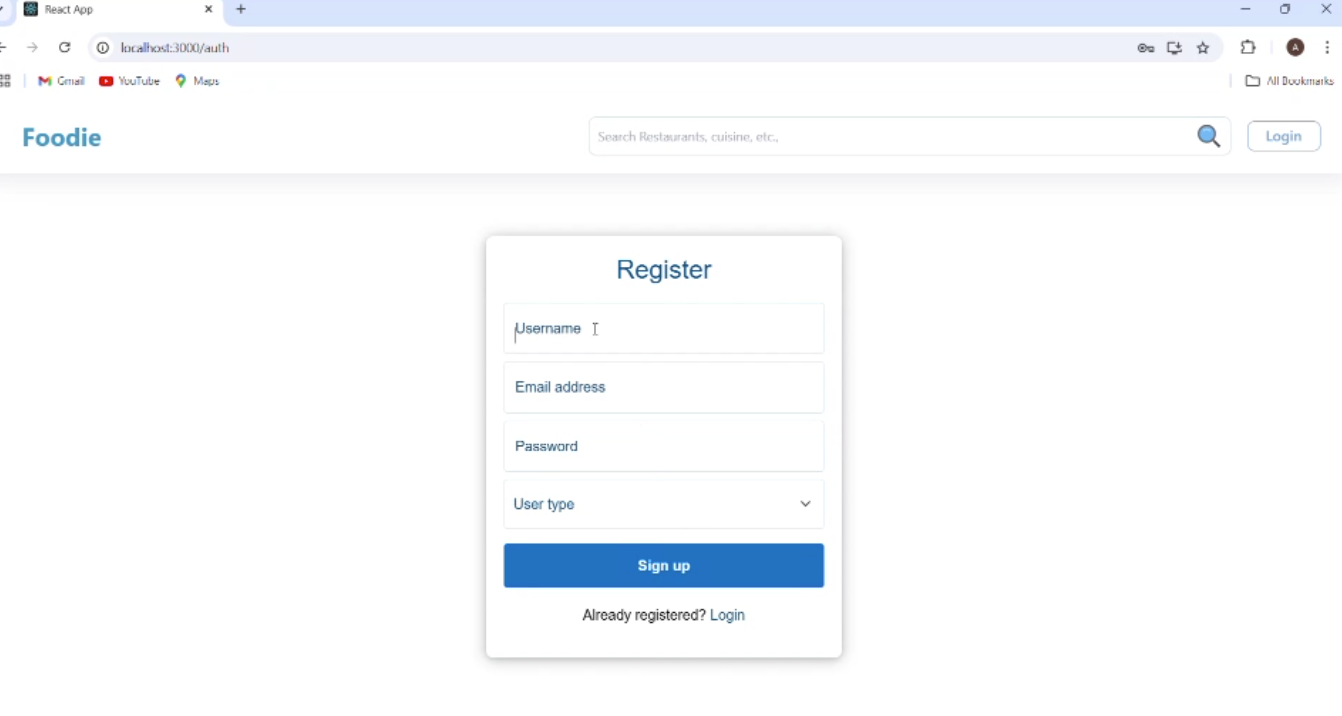 React App
localhost:3000/auth
A
Gmail YouTube Maps All Bookmarks
Foodie Search Restaurants, cuisine, etc., Login
Register
Username
Email address
Password
User type
Sign up
Already registered? Login